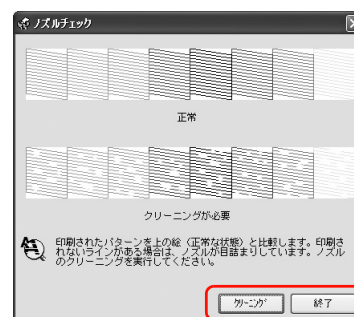 ノズルチェック
正常
クリーニングが必要
印刷されたパターンを上の絵（正常な状態）と比較します。印刷さ
れないラインがある場合は、ノズルが目詰まりしています。ノズル
のクリーニングを実行してください。
クリーニング 終了